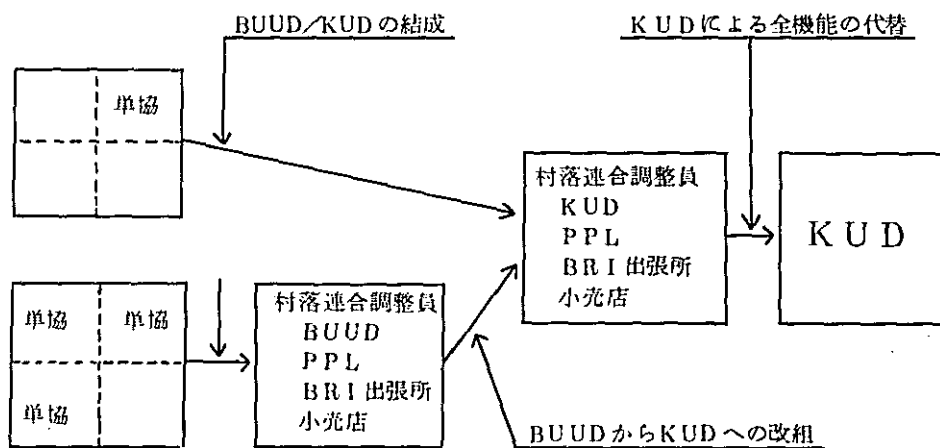 BUUD/KUDの結成
KUDによる全機能の代替
単協
村落連合調整員
KUD
PPL
BRI出張所
小売店
KUD
単協 単協
単協
村落連合調整員
BUUD
PPL
BRI出張所
小売店
BUUDからKUDへの改組